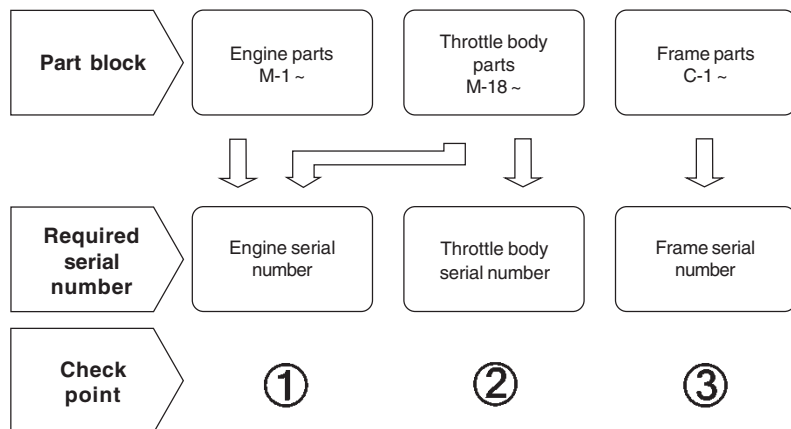 Part block
Engine parts
M-1 ~
Throttle body
parts
M-18 ~
Frame parts
C-1 ~
Required
serial
number
Engine serial
number
Throttle body
serial number
Frame serial
number
Check
point
①
②
③